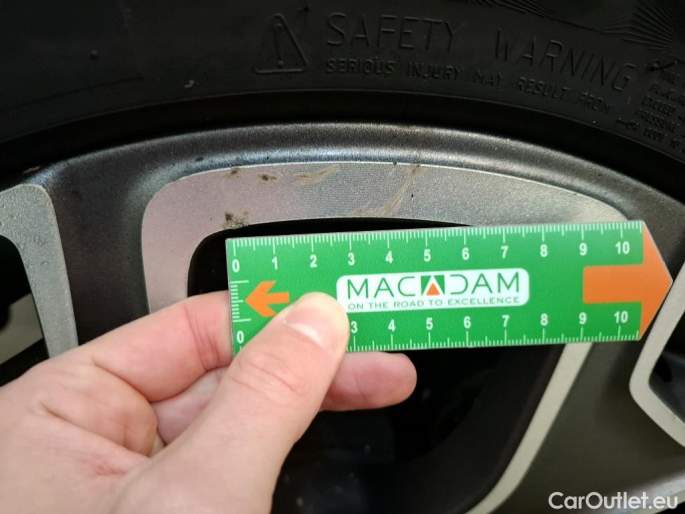 SAFETY WARNING
SERIOUS INJURY MAY RESULT FROM
0 1 2 3 4 5 6 7 8 9 10
MACADAM
ON THE ROAD TO EXCELLENCE
0 3 4 5 6 7 8 9 10
CarOutlet.eu